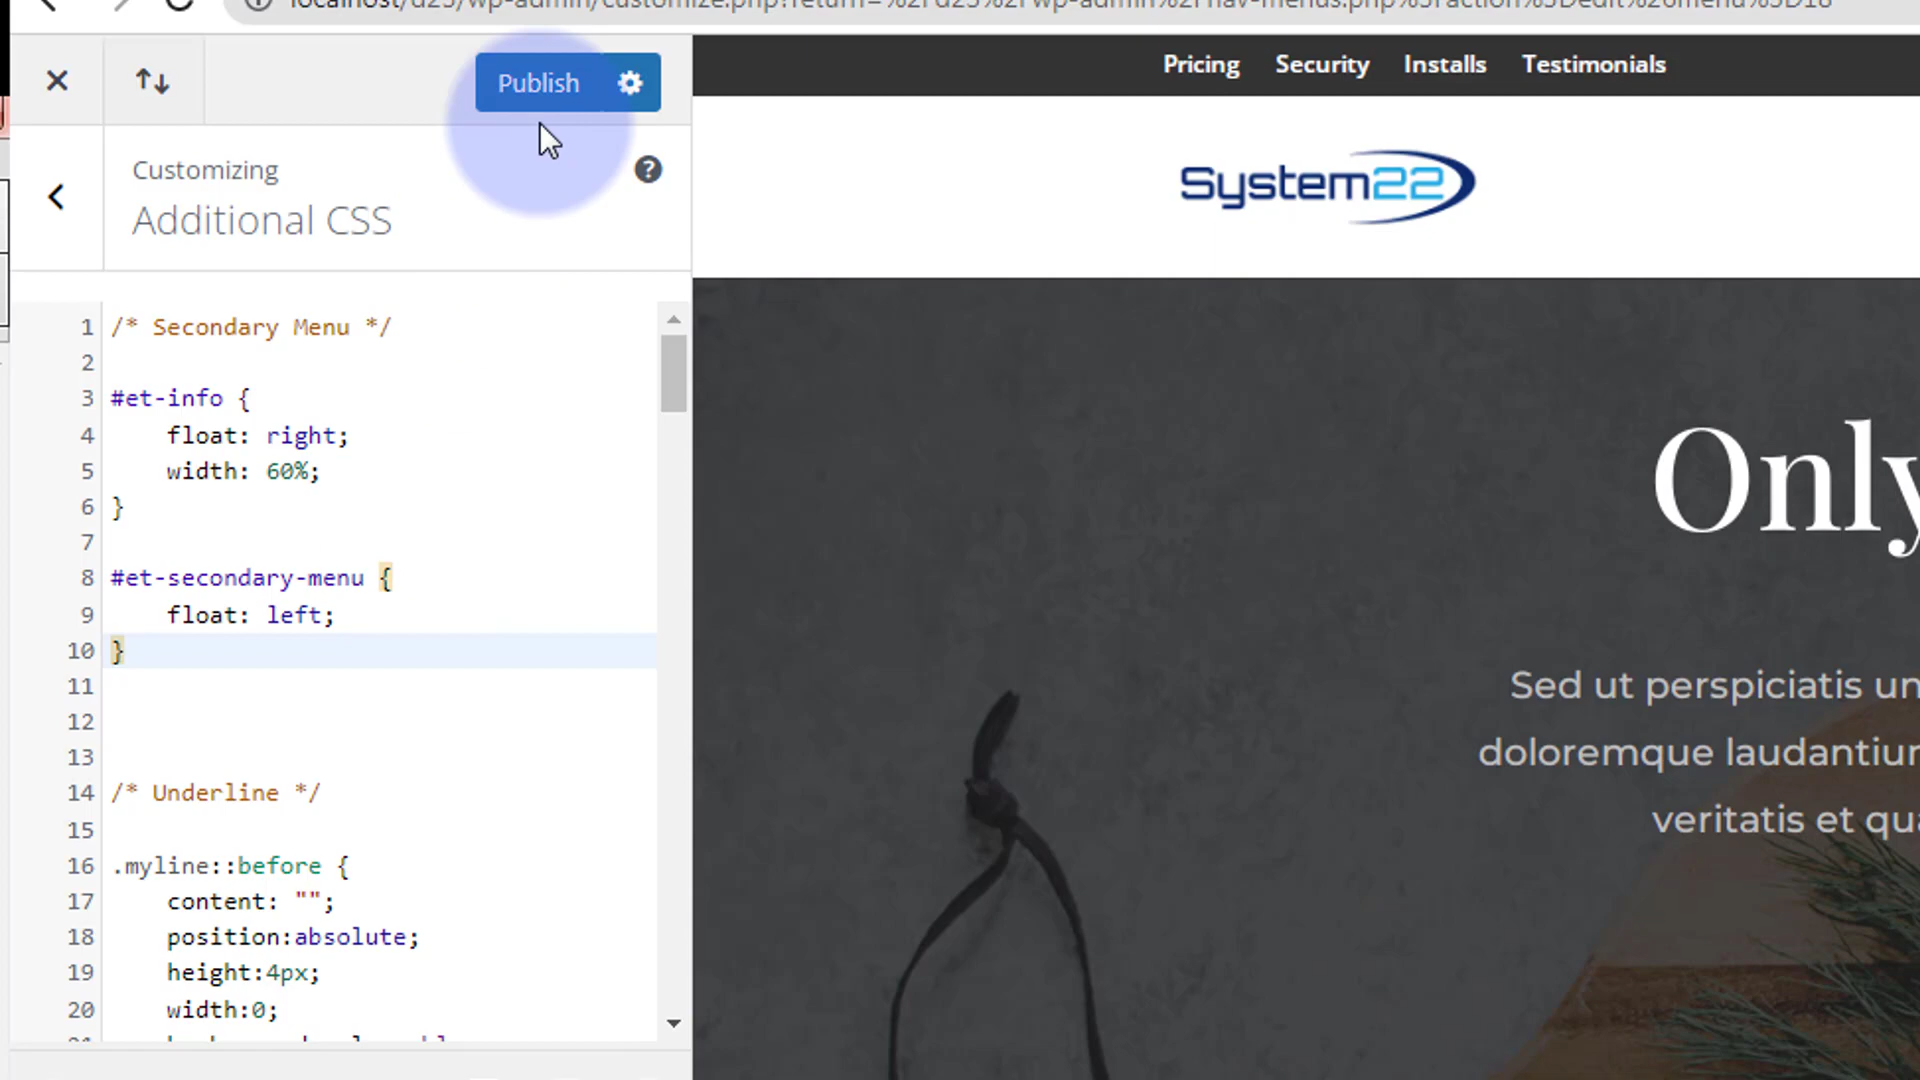 Publish
Pricing Security Installs Testimonials
Customizing
Additional CSS
?
System22
1 /* Secondary Menu */
2
3 #et-info {
4 float: right;
5 width: 60%;
6 }
7
8 #et-secondary-menu {
9 float: left;
10 }
11
12
13
14 /* Underline */
15
16 .myline::before {
17 content: "";
18 position:absolute;
19 height:4px;
20 width:0;
Only
Sed ut perspiciatis un
doloremque laudantiur
veritatis et qu